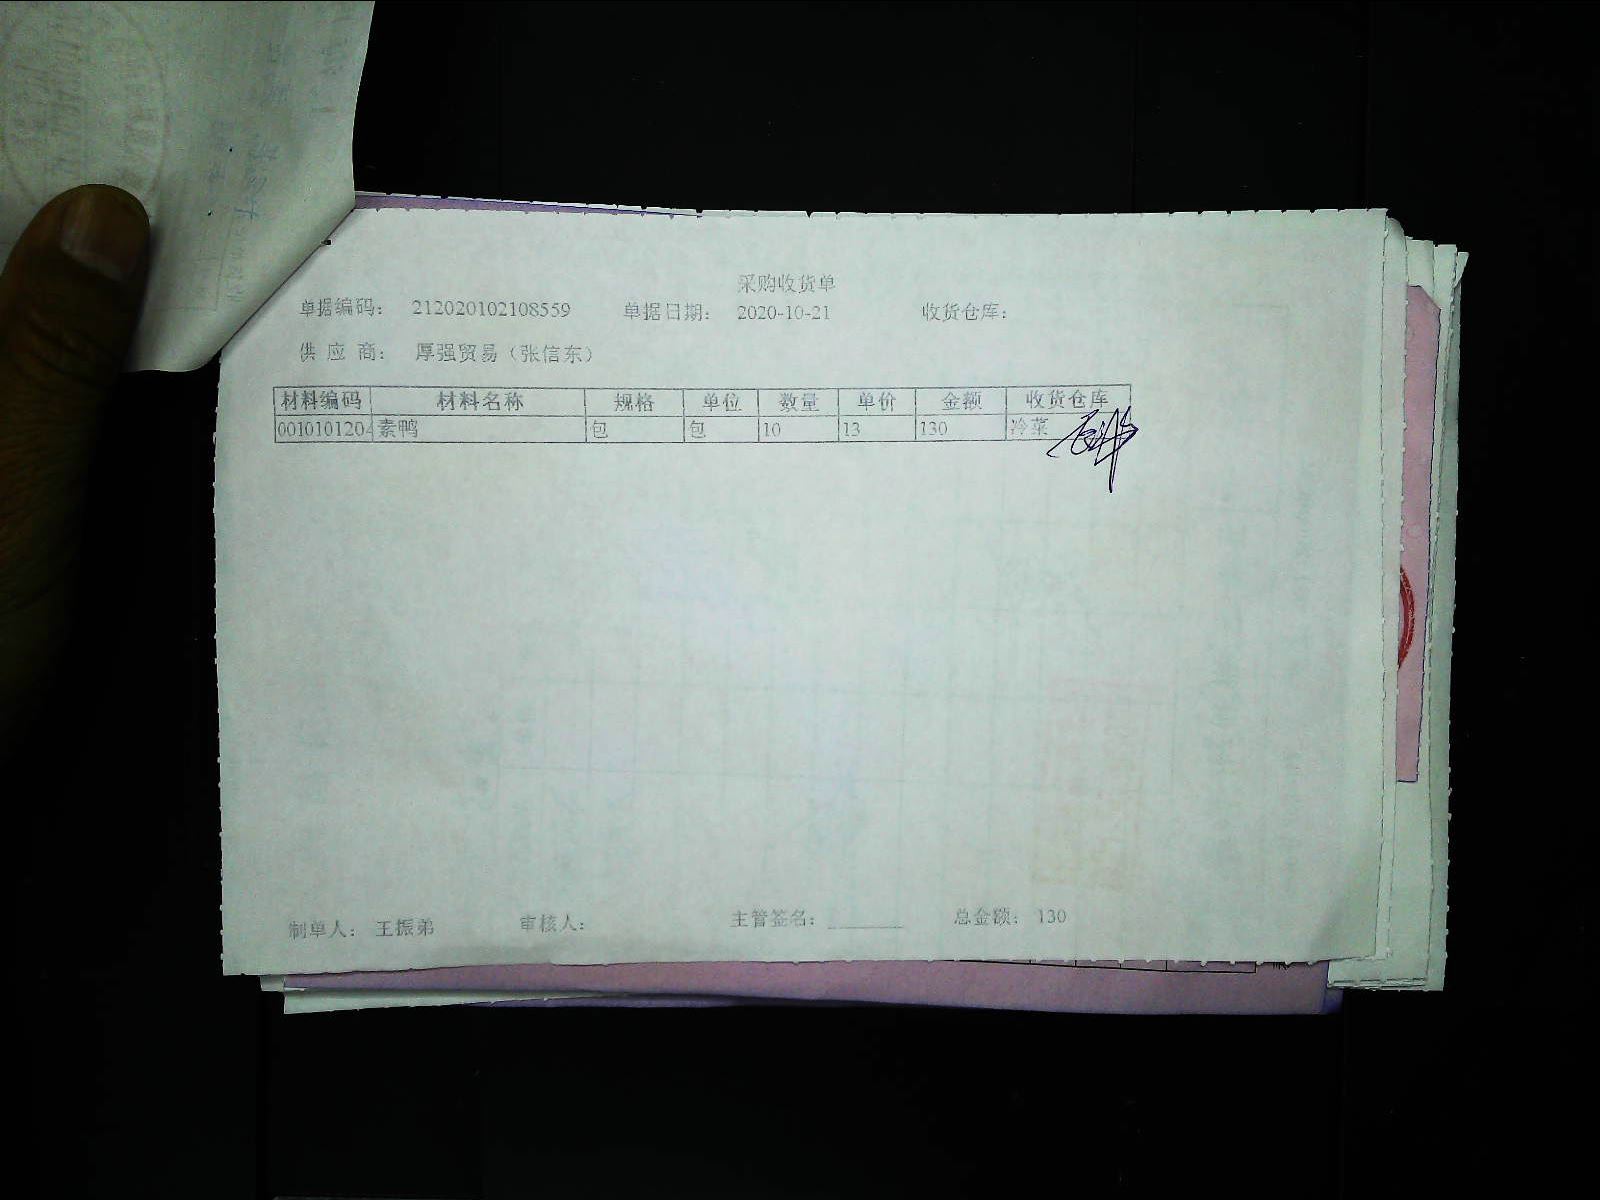 采购收货单
单据编码: 212020102108559 单据日期: 2020-10-21 收货仓库:
供 应 商: 厚强贸易（张信东）
材料编码 材料名称 规格 单位 数量 单价 金额 收货仓库
0010101204 素鸭 包 包 10 13 130 冷菜
制单人: 王振弟 审核人: 主管签名: 总金额: 130